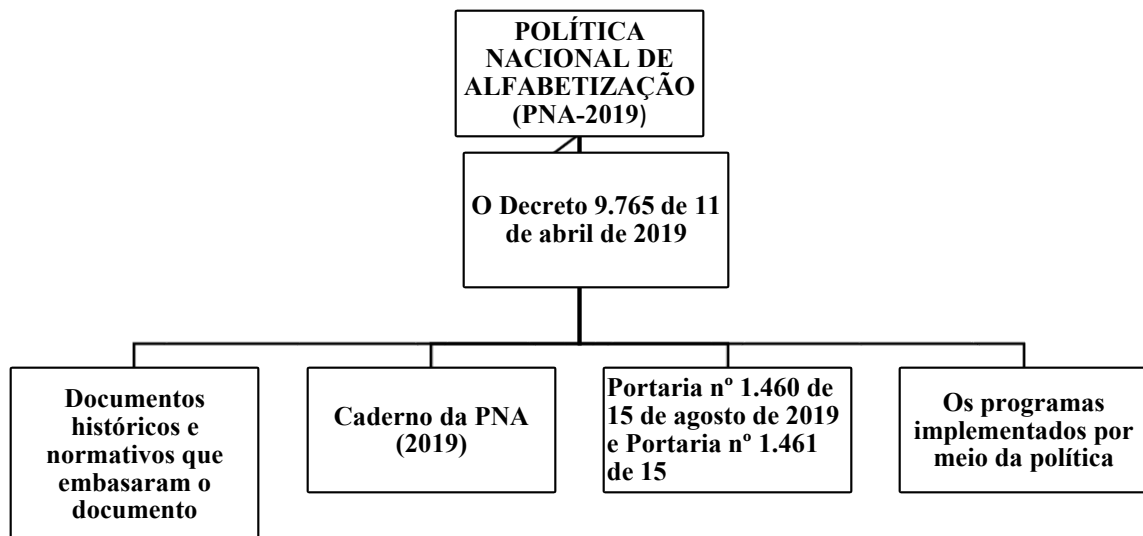 POLÍTICA
NACIONAL DE
ALFABETIZAÇÃO
(PNA-2019)
O Decreto 9.765 de 11
de abril de 2019
Documentos
históricos e
normativos que
embasaram o
documento
Caderno da PNA
(2019)
Portaria nº 1.460 de
15 de agosto de 2019
e Portaria nº 1.461
de 15
Os programas
implementados por
meio da política